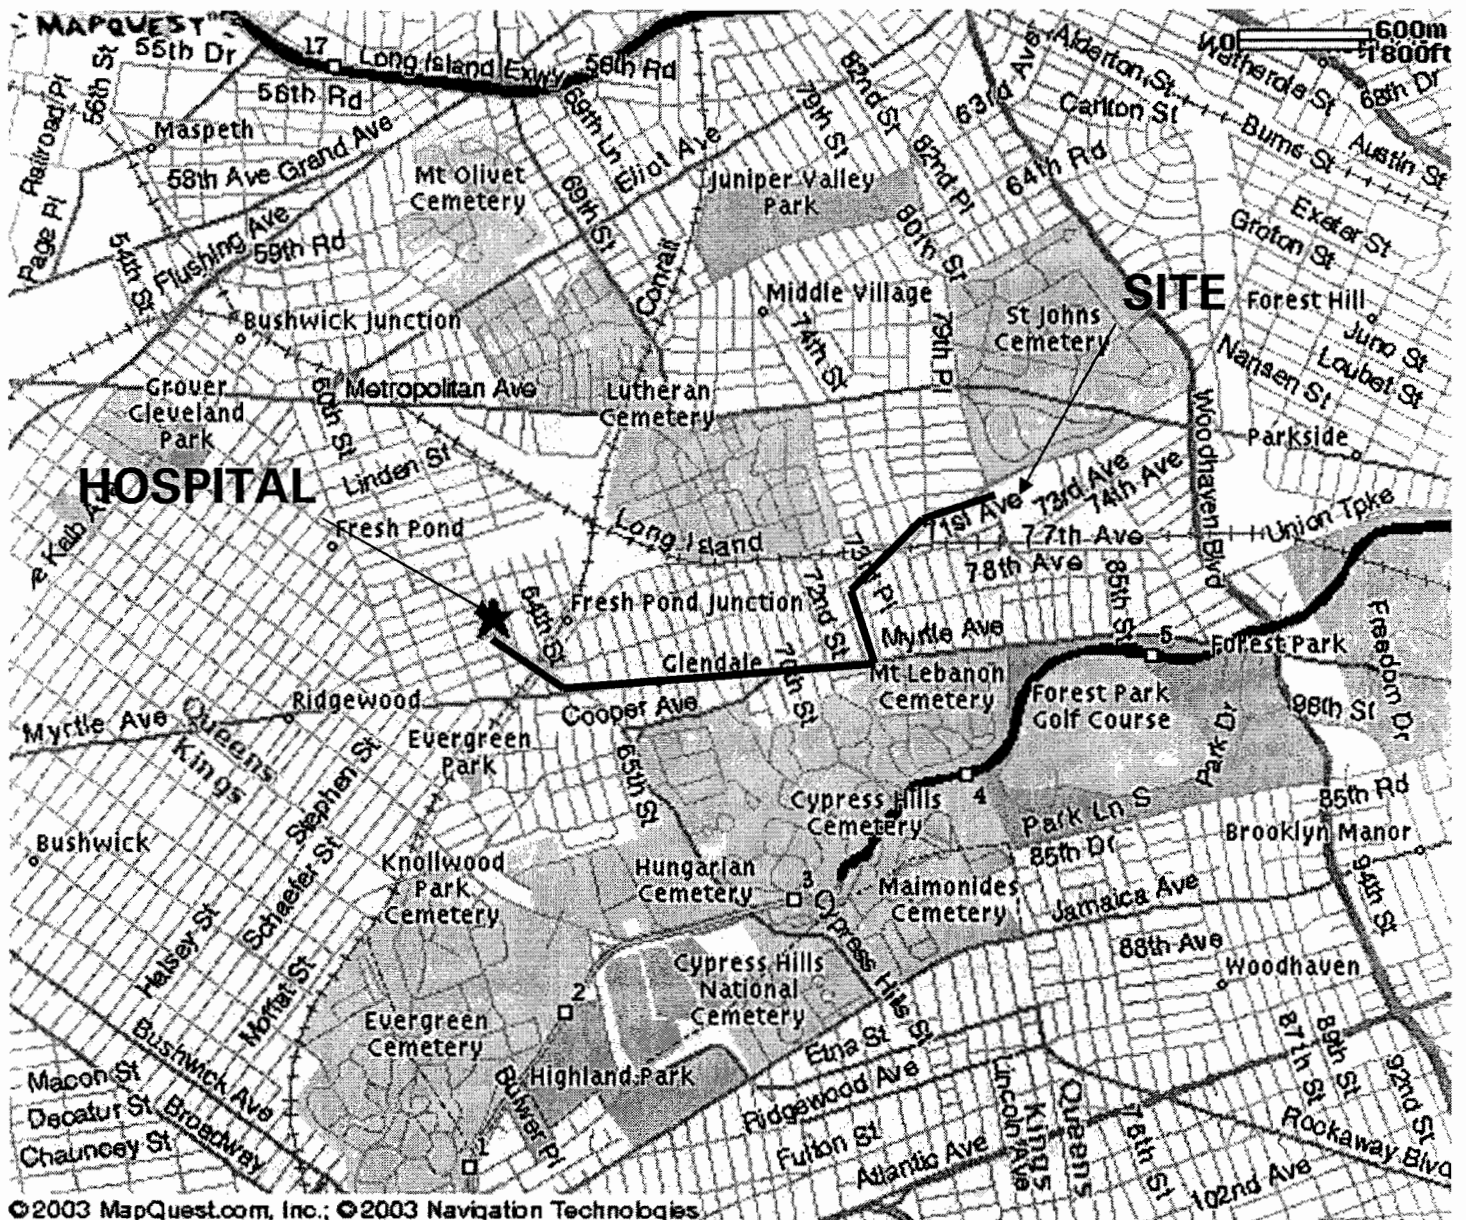 MAPQUEST
600m
1800ft
0
55th Dr
17
Long Island Expwy
56th Rd
56th St
56th Rd
Railroad Pl
Maspeth
58th Ave
Grand Ave
Page Pl
54th St
Flushing Ave
59th Rd
Mt Olivet
Cemetery
69th Ln
Eliot Ave
69th St
Conrail
Juniper Valley
Park
79th St
82nd St
82nd Pl
80th St
63rd Ave
64th Rd
Alderton St
Carlton St
Wetherole St
68th Dr
Burns St
Austin St
Exeter St
Groton St
SITE
Forest Hill
Juno St
Loubet St
Nansen St
Middle Village
74th St
79th Pl
St Johns
Cemetery
Bushwick Junction
Metropolitan Ave
Grover
Cleveland
Park
60th St
Linden St
Lutheran
Cemetery
Woodhaven Blvd
Parkside
HOSPITAL
Fresh Pond
Long Island
71st Ave
73rd Ave
74th Ave
77th Ave
78th Ave
Union Tpke
73rd Pl
72nd St
85th St
64th St
Fresh Pond Junction
Myrtle Ave
5
Forest Park
Freedom Dr
Glendale
70th St
Mt Lebanon
Cemetery
Forest Park
Golf Course
Park Dr
98th St
Ridgewood
Cooper Ave
Myrtle Ave
Queens
Kings
Evergreen
Park
65th St
Stephen St
Cypress Hills
Cemetery
4
Park Ln S
85th Dr
85th Rd
Brooklyn Manor
Bushwick
Schaefer St
Knollwood
Park
Cemetery
Hungarian
Cemetery
3
Maimonides
Cemetery
Jamaica Ave
94th St
Halsey St
Moffat St
Cypress Hills St
88th Ave
Woodhaven
Cypress Hills
National
Cemetery
2
Evergreen
Cemetery
Highland Park
Bulwer Pl
Etna St
Ridgewood Ave
Fulton St
Atlantic Ave
Lincoln Ave
Kings
Queens
76th St
87th St
89th St
92nd St
Rockaway Blvd
102nd Ave
Bushwick Ave
Macon St
Decatur St
Broadway
Chauncey St
1
©2003 MapQuest.com, Inc.; ©2003 Navigation Technologies